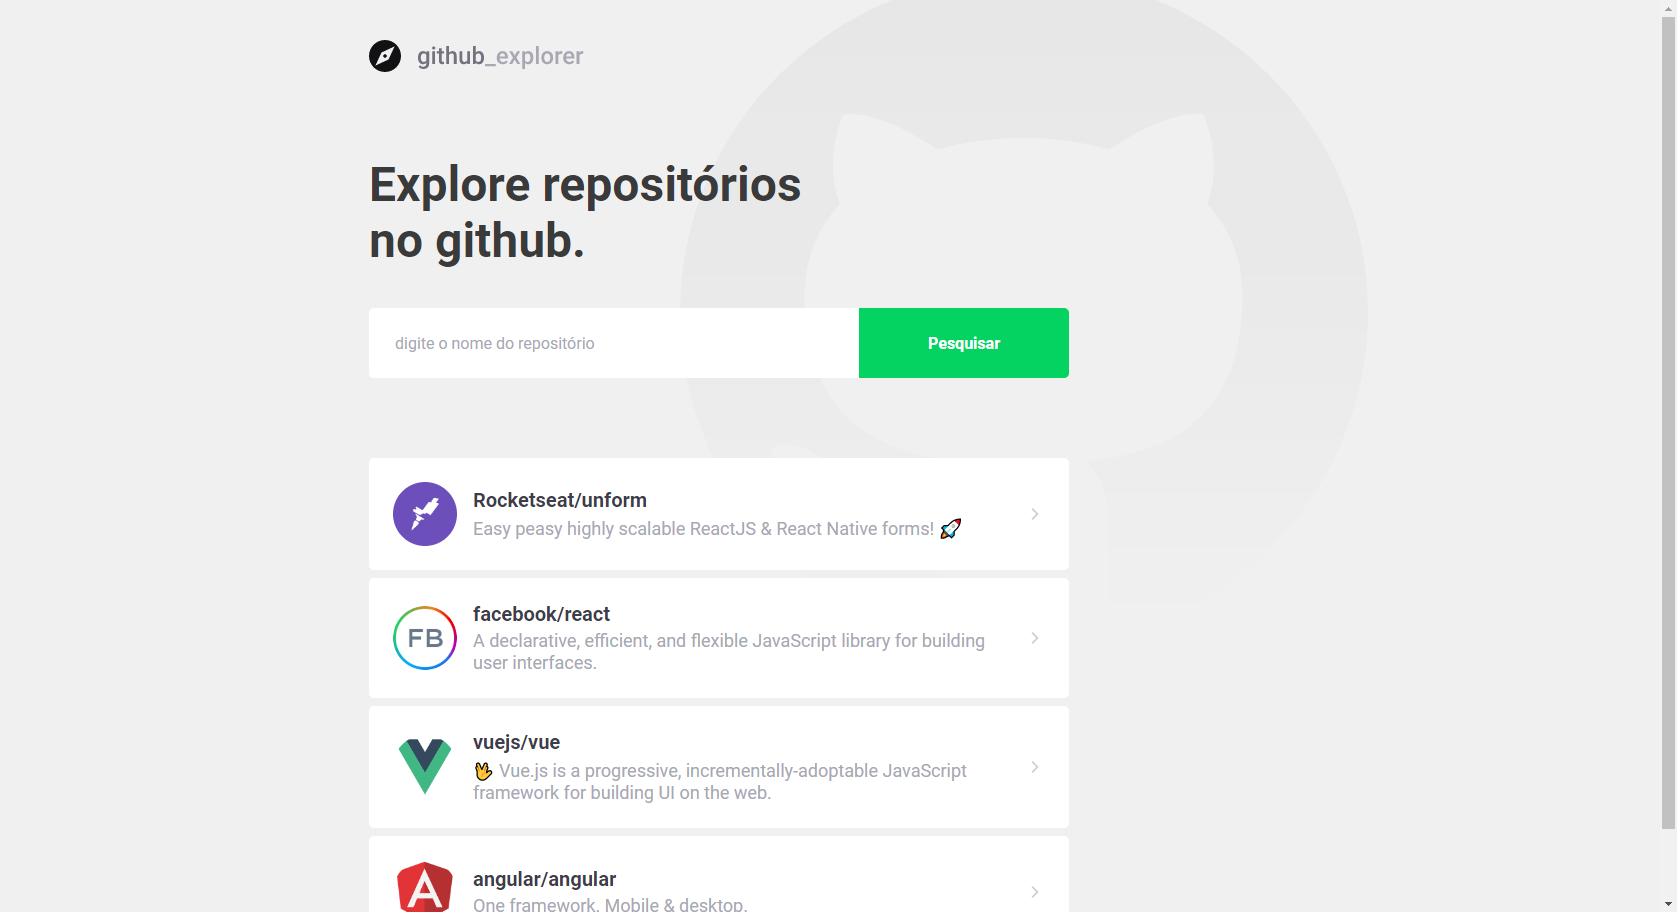 github_explorer
Explore repositórios
no github.
digite o nome do repositório
Pesquisar
Rocketseat/unform
Easy peasy highly scalable ReactJS & React Native forms! 🚀
FB
facebook/react
A declarative, efficient, and flexible JavaScript library for building
user interfaces.
vuejs/vue
🖖 Vue.js is a progressive, incrementally-adoptable JavaScript
framework for building UI on the web.
A
angular/angular
One framework. Mobile & desktop.